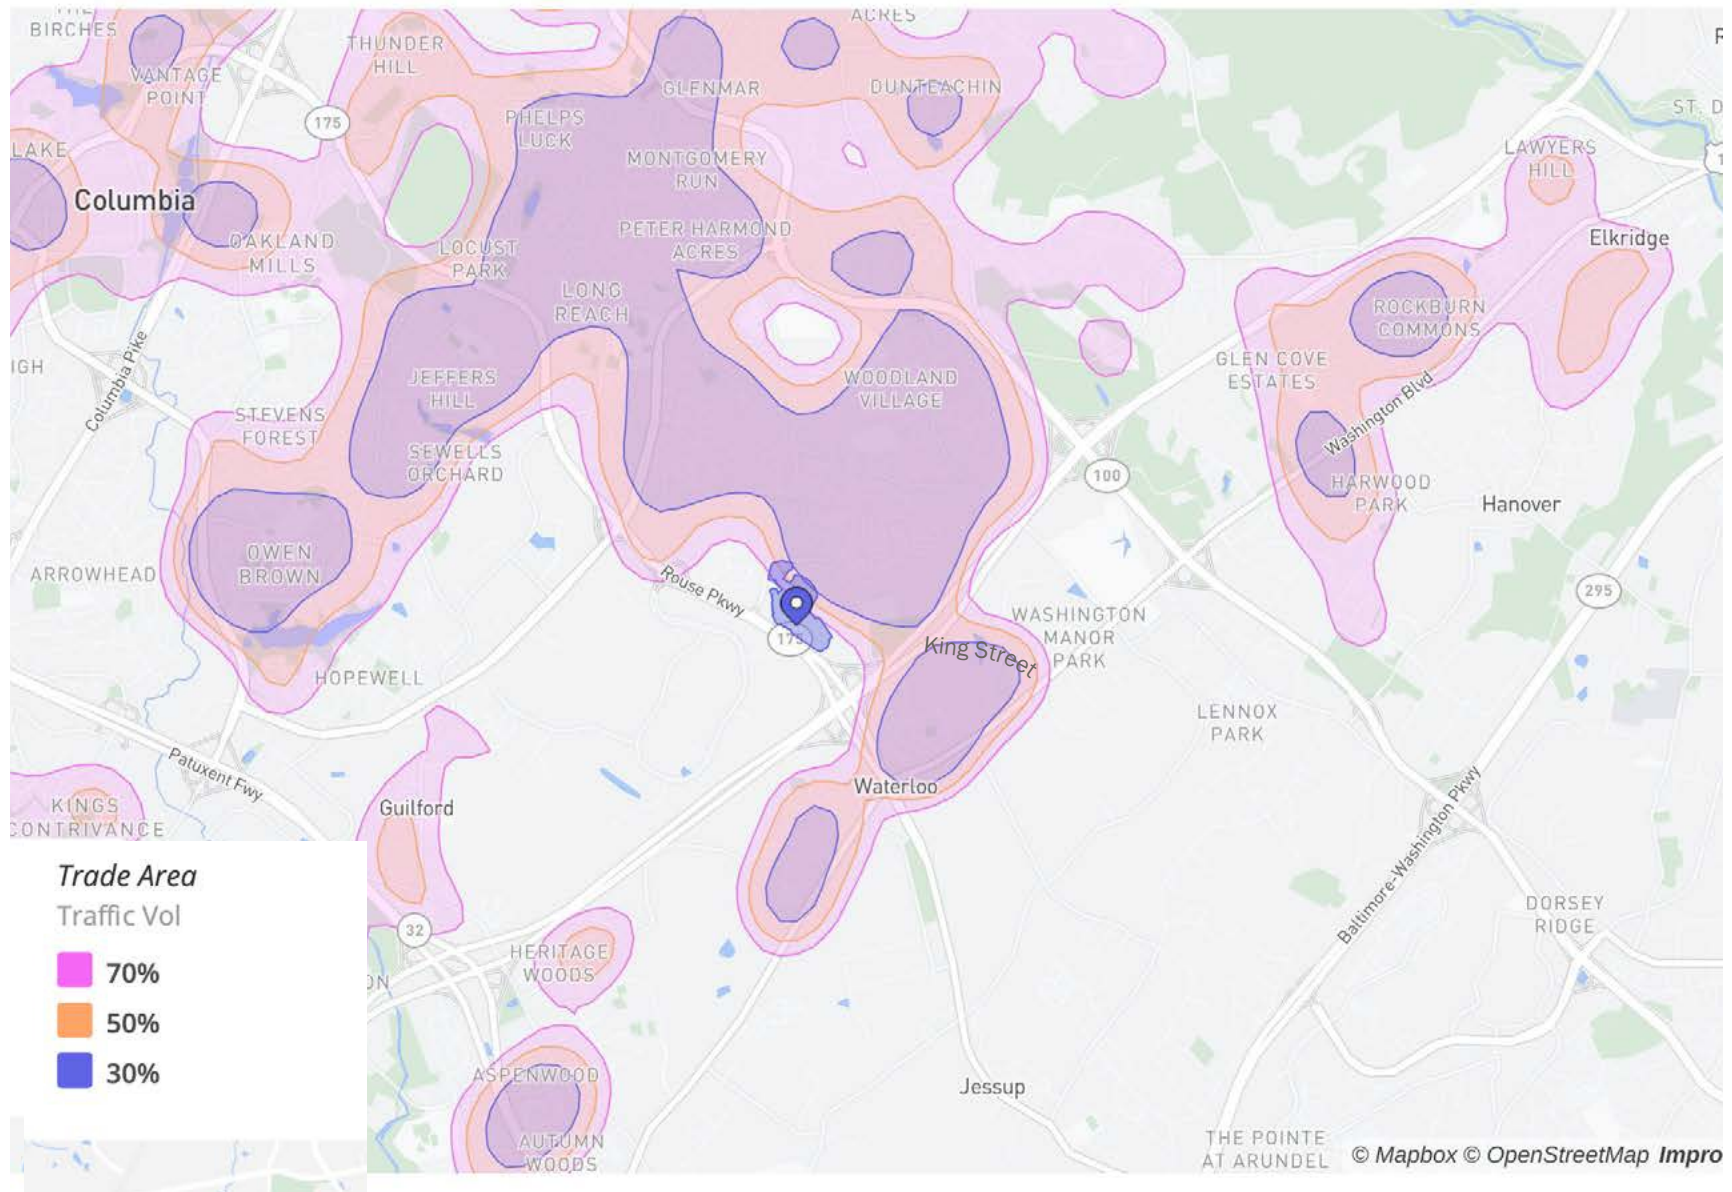 BIRCHES
VANTAGE
POINT
THUNDER
HILL
ACRES
GLENMAR
DUNTEACHIN
175
PHELPS
LUCK
MONTGOMERY
RUN
LAKE
Columbia
OAKLAND
MILLS
LOCUST
PARK
PETER HARMOND
ACRES
LONG
REACH
LAWYERS
HILL
ST. D
Elkridge
ROCKBURN
COMMONS
GLEN COVE
ESTATES
IGH
Columbia Pike
JEFFERS
HILL
WOODLAND
VILLAGE
STEVENS
FOREST
SEWELLS
ORCHARD
Washington Blvd
100
HARWOOD
PARK
Hanover
OWEN
BROWN
ARROWHEAD
Rouse Pkwy
175
295
WASHINGTON
MANOR
PARK
King Street
HOPEWELL
LENNOX
PARK
Patuxent Fwy
Waterloo
Guilford
KINGS
CONTRIVANCE
Baltimore-Washington Pkwy
Trade Area
Traffic Vol
70%
50%
30%
32
HERITAGE
WOODS
ON
DORSEY
RIDGE
ASPENWOOD
Jessup
AUTUMN
WOODS
THE POINTE
AT ARUNDEL
© Mapbox © OpenStreetMap Impro